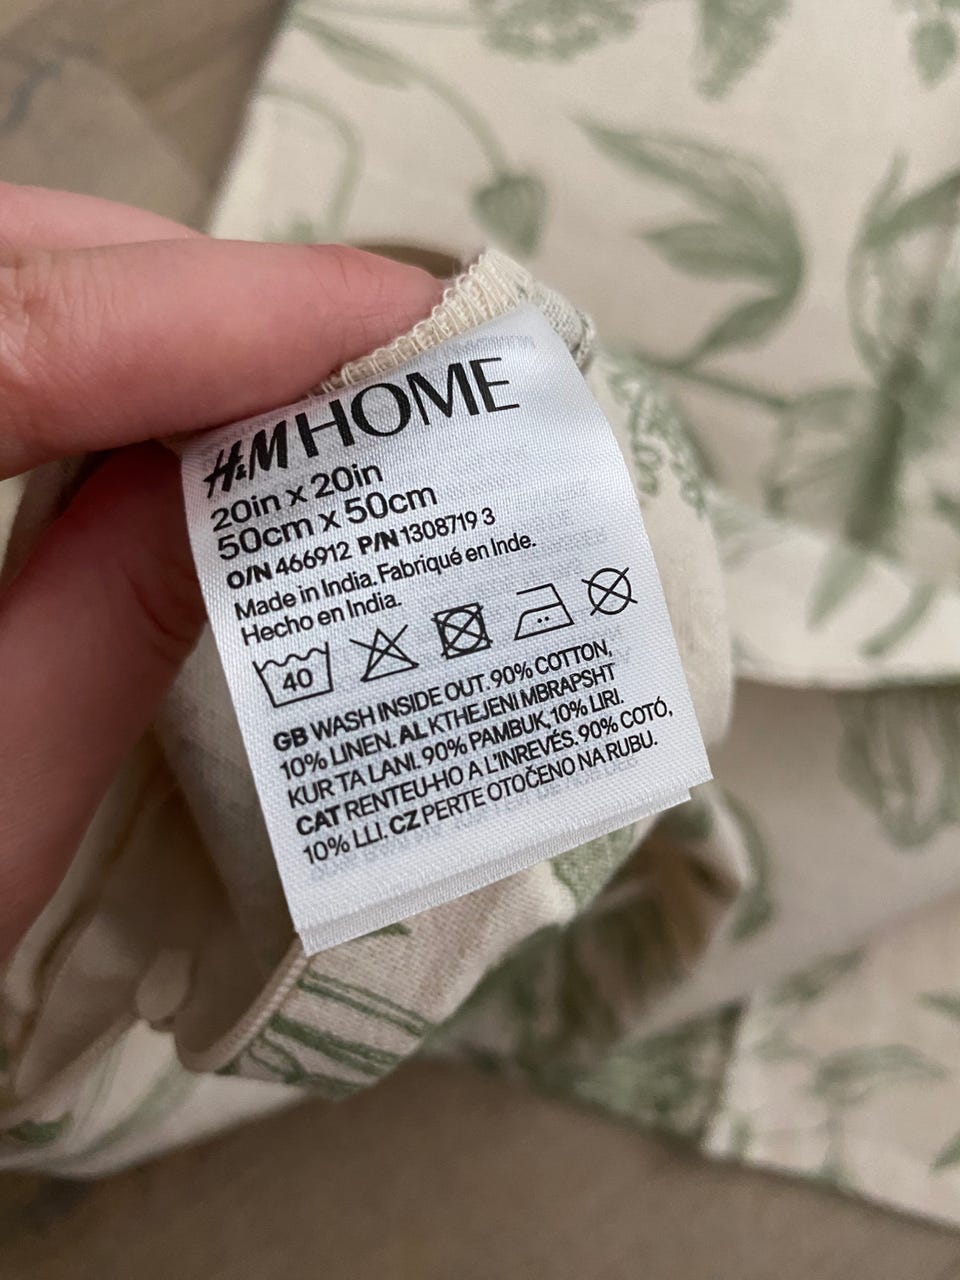 H&M HOME
20in x 20in
50cm x 50cm
O/N 466912 P/N 1308719 3
Made in India. Fabriqué en Inde.
Hecho en India.
40
GB WASH INSIDE OUT. 90% COTTON,
10% LINEN. AL KTHEJENI MBRAPSHT
KUR TA LANI. 90% PAMBUK, 10% LIRI.
CAT RENTEU-HO A L'INREVÉS. 90% COTÓ,
10% LLI. CZ PERTE OTOČENO NA RUBU.